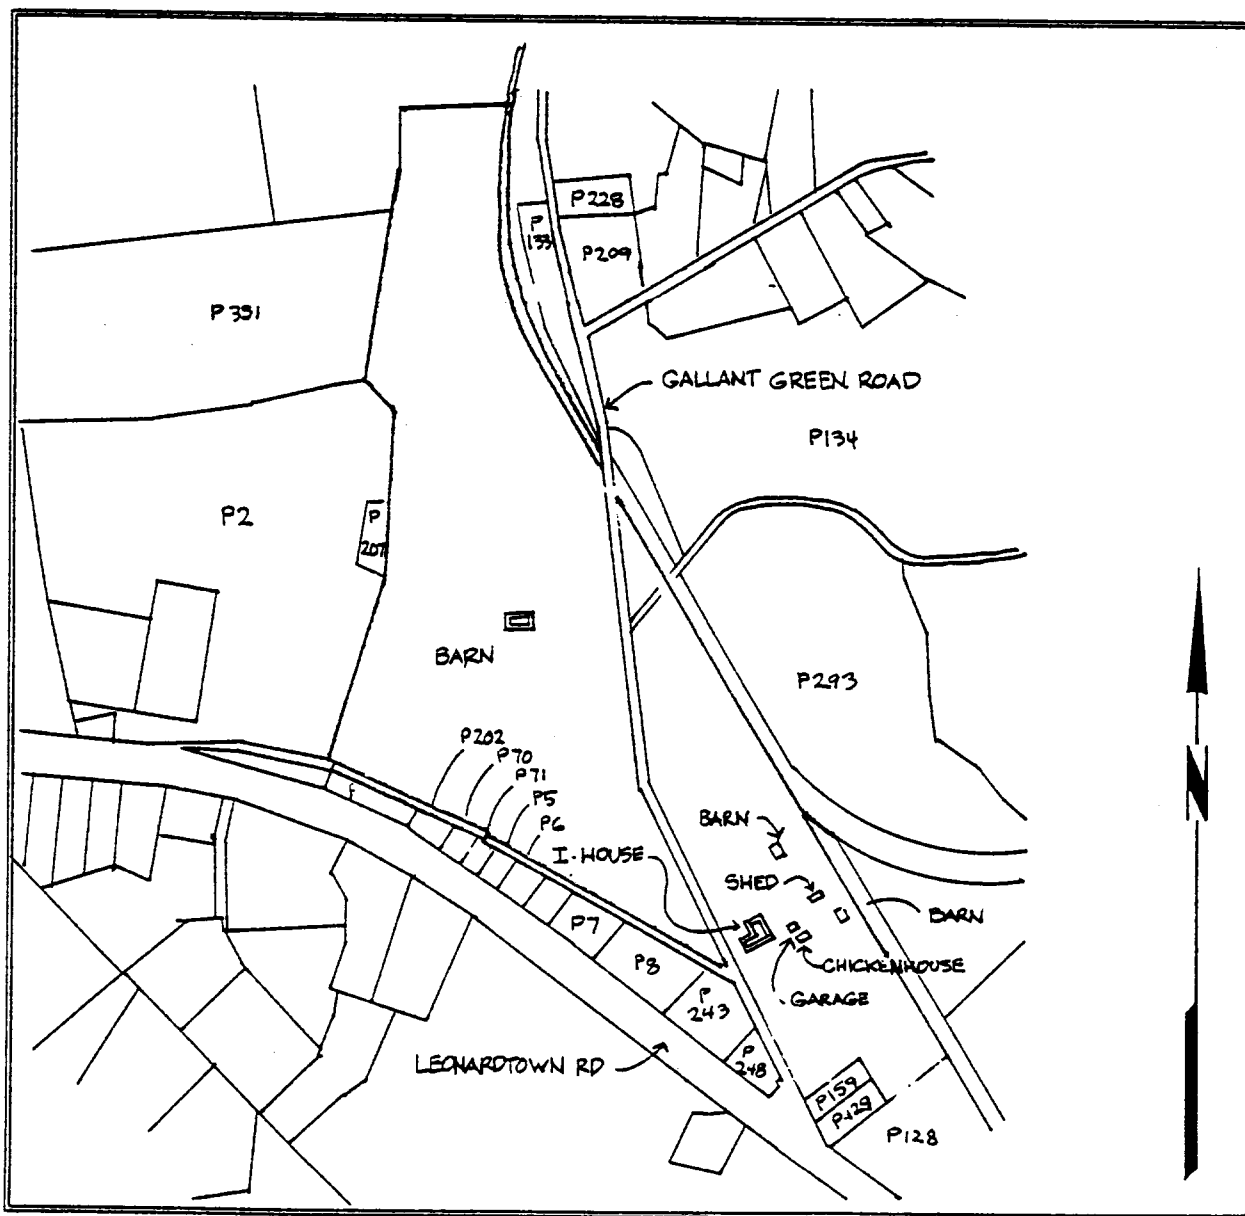 P228
P
133
P209
P331
GALLANT GREEN ROAD
P134
P2
P
207
BARN
P293
P202
P70
P71
P5
P6
BARN
I-HOUSE
SHED
BARN
P7
CHICKENHOUSE
P8
GARAGE
P
243
N
LEONARDTOWN RD
P
248
P159
P129
P128